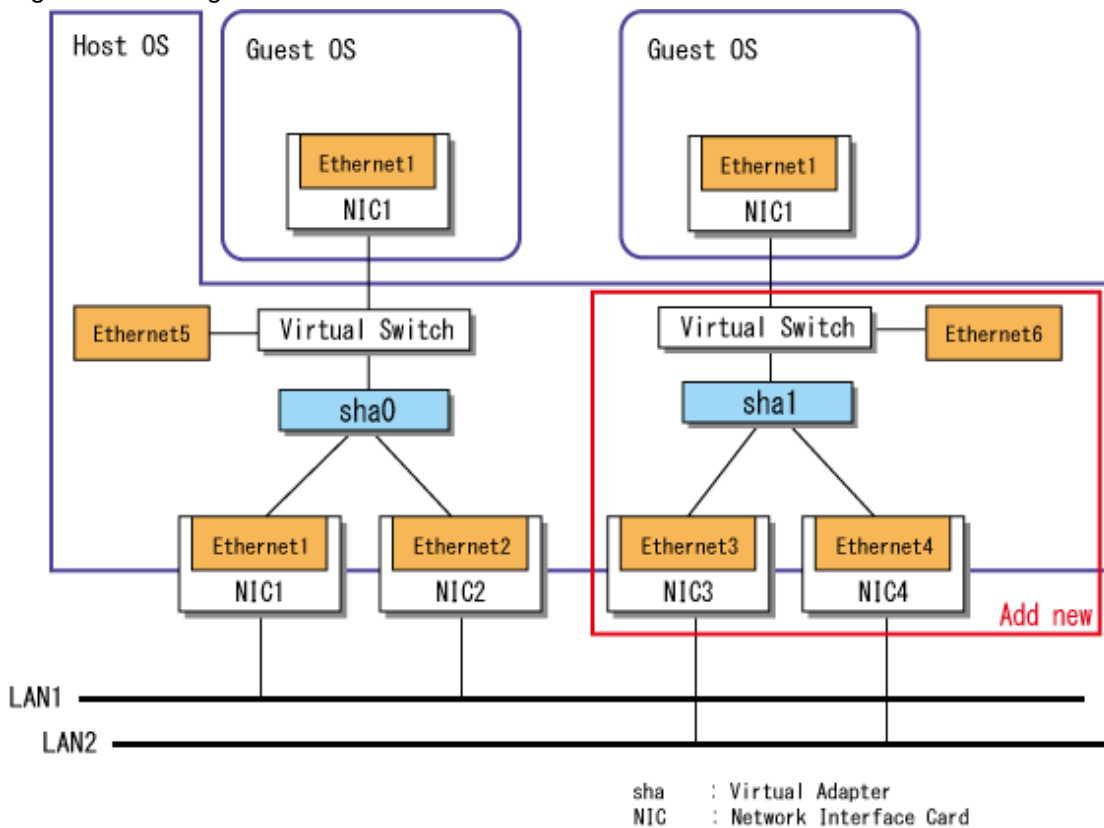 Host OS
Guest OS
Guest OS
Ethernet1
NIC1
Ethernet1
NIC1
Ethernet5
Virtual Switch
Virtual Switch
Ethernet6
sha0
sha1
Ethernet1
NIC1
Ethernet2
NIC2
Ethernet3
NIC3
Ethernet4
NIC4
Add new
LAN1
LAN2
sha : Virtual Adapter
NIC : Network Interface Card